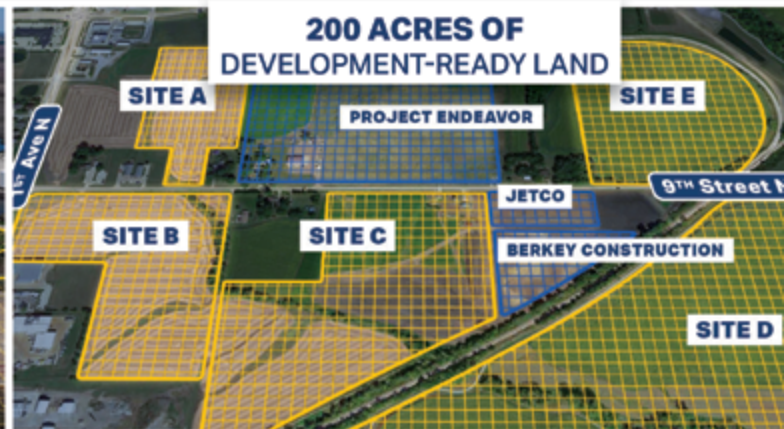 200 ACRES OF
DEVELOPMENT-READY LAND
SITE A
SITE E
PROJECT ENDEAVOR
1ST Ave N
9TH Street N
JETCO
SITE B
SITE C
BERKEY CONSTRUCTION
SITE D